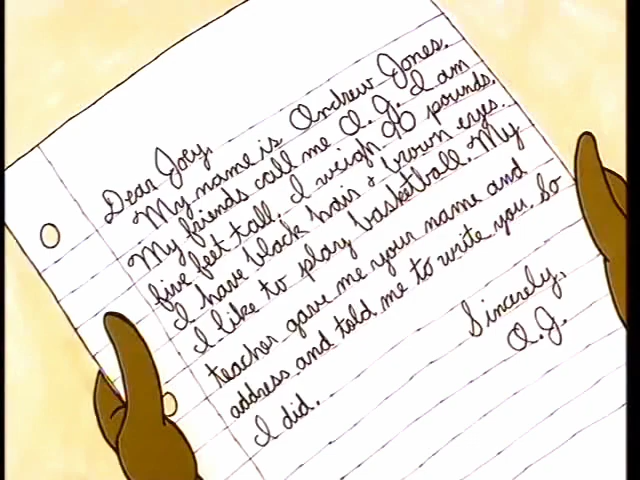 Dear Joey,
My name is Andrew Jones.
My friends call me A.J. I am
five feet tall. I weigh 90 pounds.
I have black hair & brown eyes.
I like to play basketball. My
teacher gave me your name and
address and told me to write you. So
I did.
Sincerely,
A.J.